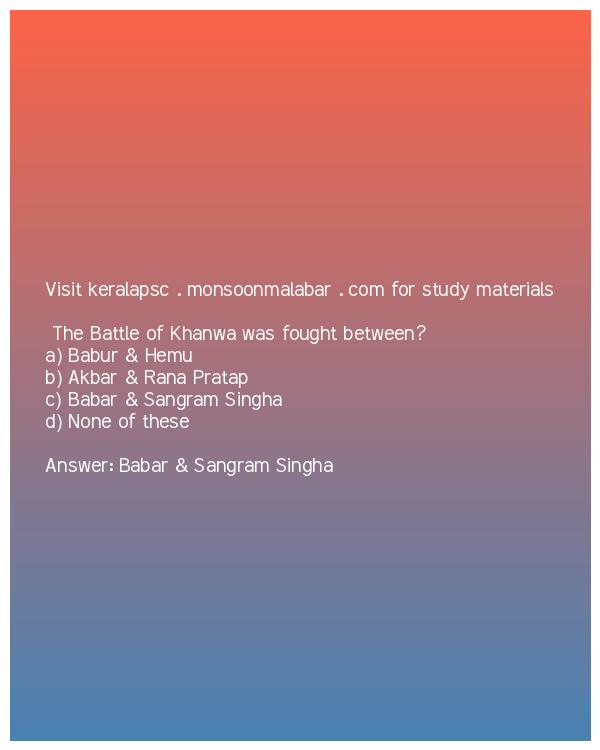 Visit keralapsc . monsoonmalabar . com for study materials
The Battle of Khanwa was fought between?
a) Babur & Hemu
b) Akbar & Rana Pratap
c) Babar & Sangram Singha
d) None of these
Answer: Babar & Sangram Singha